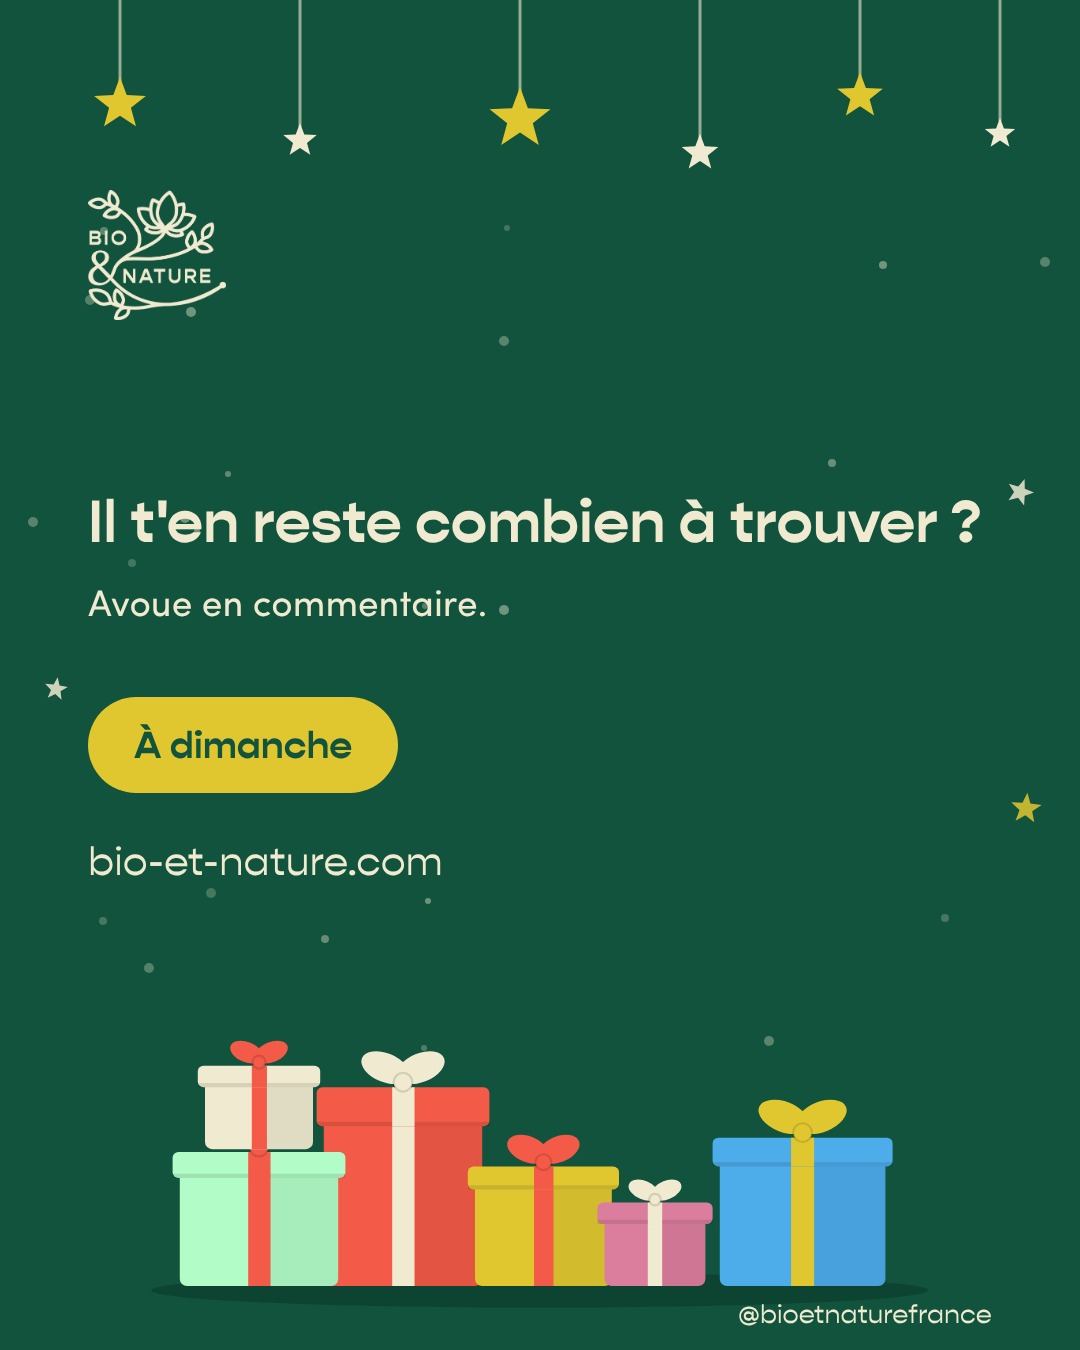 BIO
& NATURE
Il t'en reste combien à trouver ?
Avoue en commentaire.
À dimanche
bio-et-nature.com
@bioetnaturefrance